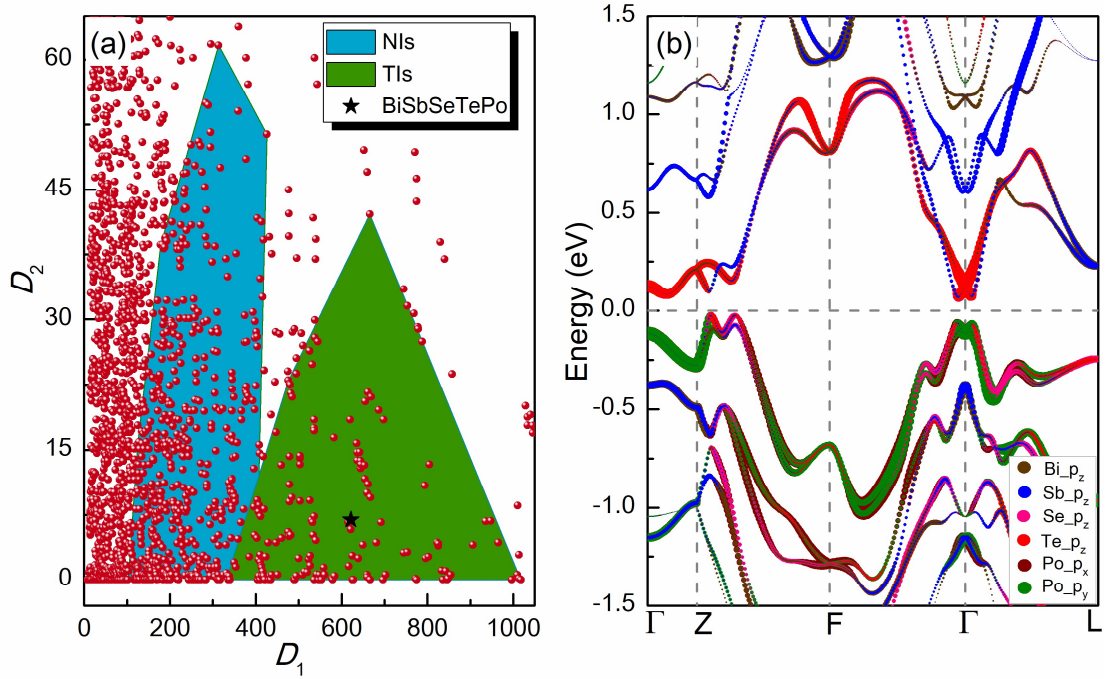 (a)
NIs
TIs
BiSbSeTePo
60
45
30
15
0
D2
0 200 400 600 800 1000
D1
(b)
1.5
1.0
0.5
0.0
-0.5
-1.0
-1.5
Energy (eV)
Bi_pz
Sb_pz
Se_pz
Te_pz
Po_px
Po_py
Γ Z F Γ L